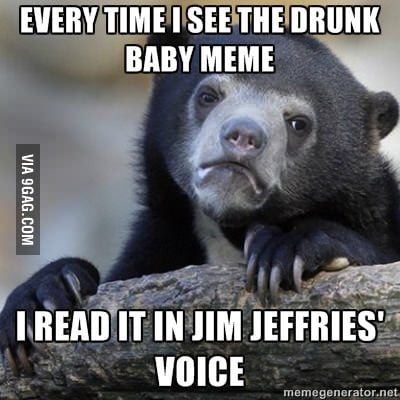 EVERY TIME I SEE THE DRUNK
BABY MEME
VIA 9GAG.COM
I READ IT IN JIM JEFFRIES'
VOICE
memegenerator.net